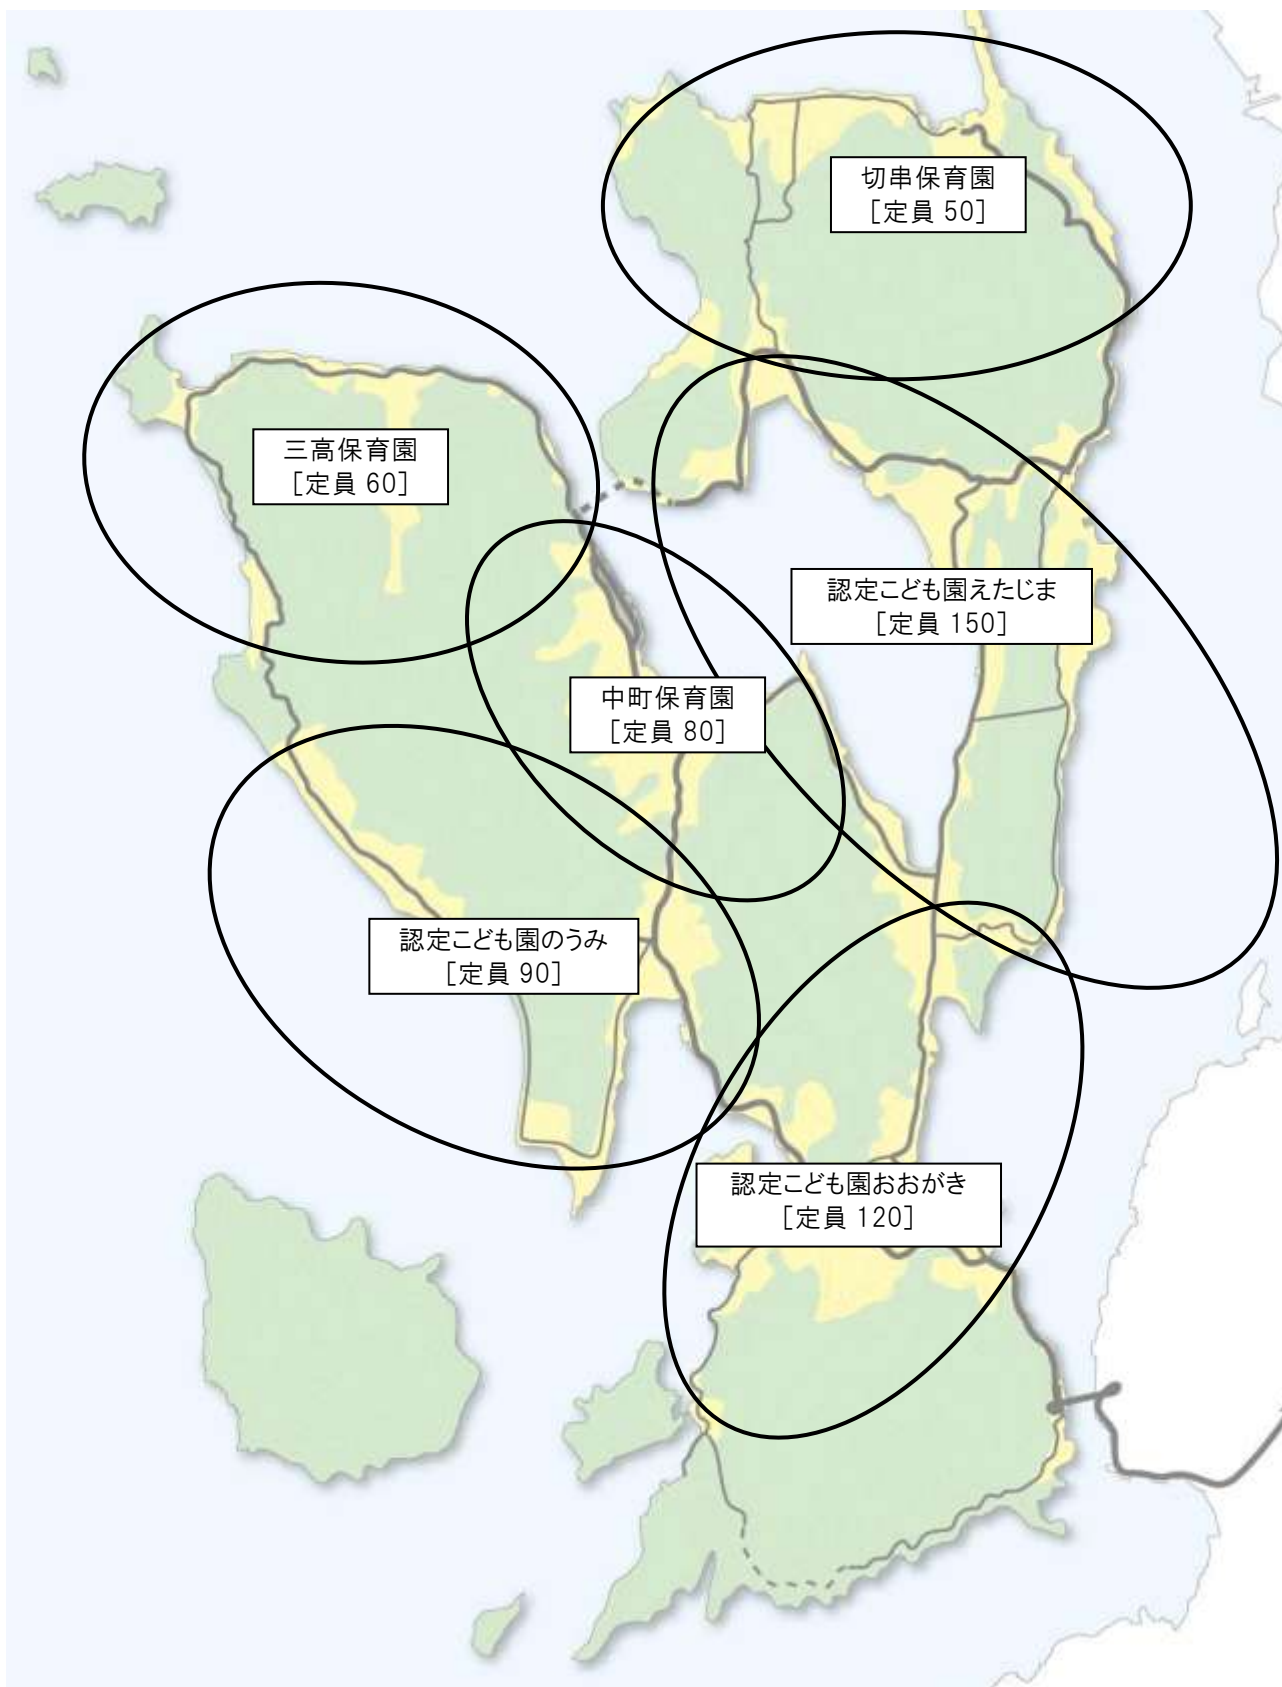 切串保育園
[定員 50]
三高保育園
[定員 60]
認定こども園えたじま
[定員 150]
中町保育園
[定員 80]
認定こども園のうみ
[定員 90]
認定こども園おおがき
[定員 120]